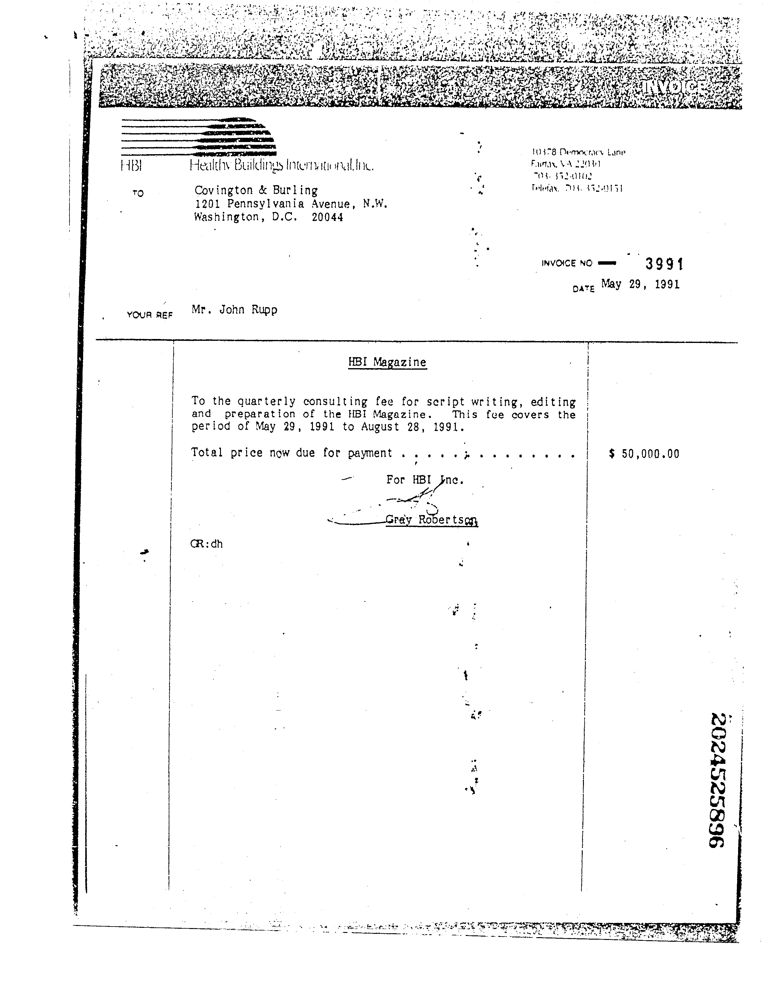 INVOICE
HBI Healthy Buildings International, Inc.
10378 Democracy Lane
Fairfax, VA 22030
703-352-0102
Telefax: 703-352-0151
TO
Covington & Burling
1201 Pennsylvania Avenue, N.W.
Washington, D.C. 20044
INVOICE NO 3991
DATE May 29, 1991
YOUR REF Mr. John Rupp
HBI Magazine
To the quarterly consulting fee for script writing, editing
and preparation of the HBI Magazine. This fee covers the
period of May 29, 1991 to August 28, 1991.
Total price now due for payment . . . . . . . . . . . . . . $ 50,000.00
For HBI Inc.
Gray Robertson
GR:dh
2024525896